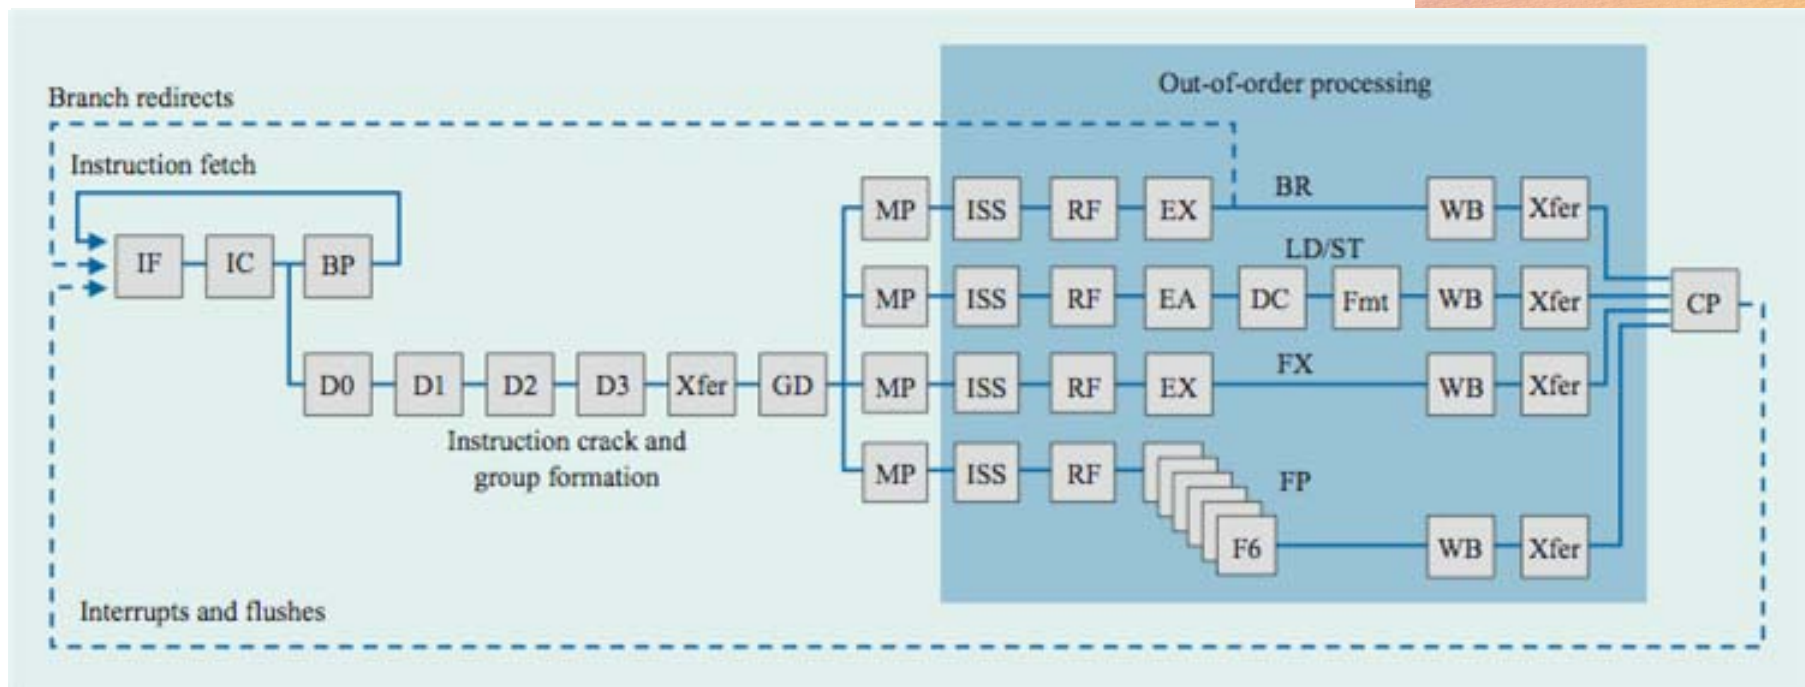 Out-of-order processing
Branch redirects
Instruction fetch
MP ISS RF EX BR WB Xfer
IF IC BP
LD/ST
MP ISS RF EA DC Fmt WB Xfer CP
FX
D0 D1 D2 D3 Xfer GD MP ISS RF EX WB Xfer
Instruction crack and
group formation
MP ISS RF FP
F6 WB Xfer
Interrupts and flushes